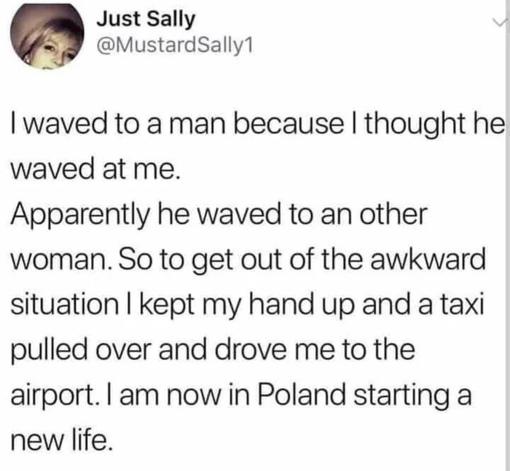 Just Sally
@MustardSally1
I waved to a man because I thought he
waved at me.
Apparently he waved to an other
woman. So to get out of the awkward
situation I kept my hand up and a taxi
pulled over and drove me to the
airport. I am now in Poland starting a
new life.